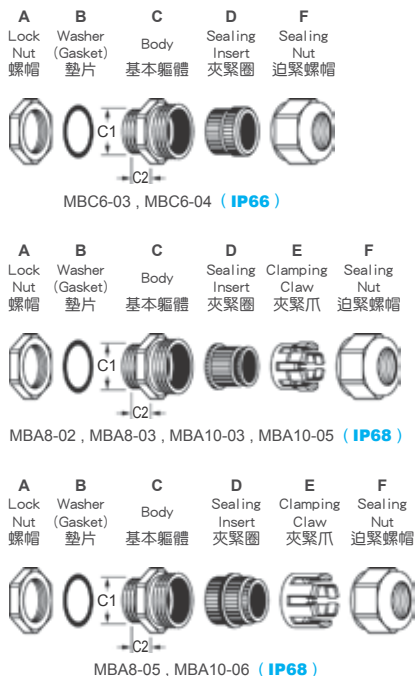 A B C D F
Lock Washer Body Sealing Sealing
Nut (Gasket) Insert Nut
螺帽 墊片 基本軀體 夾緊圈 迫緊螺帽
C1
C2
MBC6-03 , MBC6-04 ( IP66 )
A B C D E F
Lock Washer Body Sealing Clamping Sealing
Nut (Gasket) Insert Claw Nut
螺帽 墊片 基本軀體 夾緊圈 夾緊爪 迫緊螺帽
C1
C2
MBA8-02 , MBA8-03 , MBA10-03 , MBA10-05 ( IP68 )
A B C D E F
Lock Washer Body Sealing Clamping Sealing
Nut (Gasket) Insert Claw Nut
螺帽 墊片 基本軀體 夾緊圈 夾緊爪 迫緊螺帽
C1
C2
MBA8-05 , MBA10-06 ( IP68 )